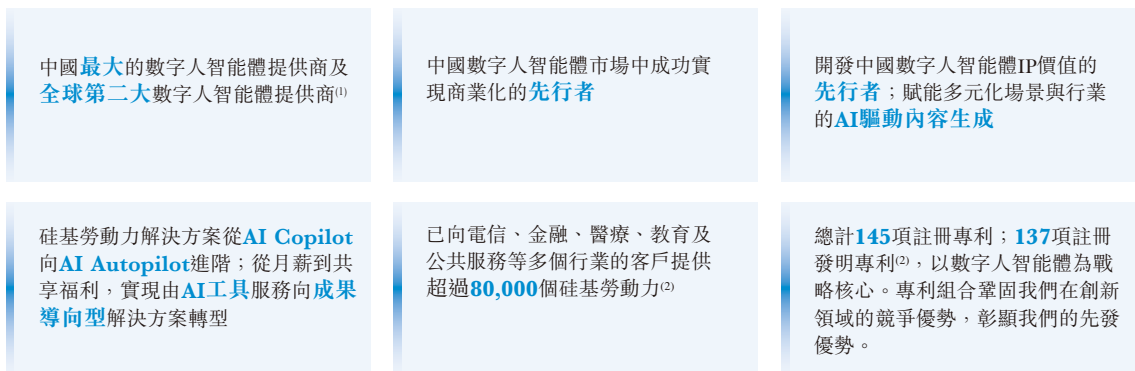 中國最大的數字人智能體提供商及
全球第二大數字人智能體提供商(1)
中國數字人智能體市場中成功實
現商業化的先行者
開發中國數字人智能體IP價值的
先行者；賦能多元化場景與行業
的AI驅動內容生成
硅基勞動力解決方案從AI Copilot
向AI Autopilot進階；從月薪到共
享福利，實現由AI工具服務向成果
導向型解決方案轉型
已向電信、金融、醫療、教育及
公共服務等多個行業的客戶提供
超過80,000個硅基勞動力(2)
總計145項註冊專利；137項註冊
發明專利(2)，以數字人智能體為戰
略核心。專利組合鞏固我們在創新
領域的競爭優勢，彰顯我們的先發
優勢。